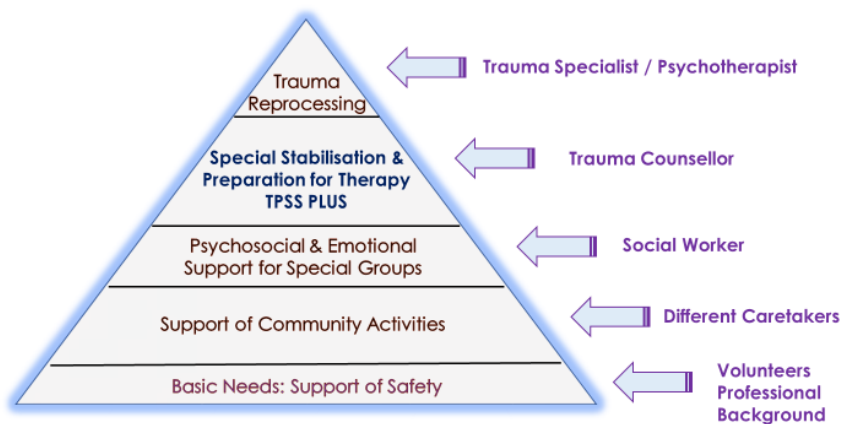 Trauma
Reprocessing
Trauma Specialist / Psychotherapist
Special Stabilisation &
Preparation for Therapy
TPSS PLUS
Trauma Counsellor
Psychosocial & Emotional
Support for Special Groups
Social Worker
Support of Community Activities
Different Caretakers
Basic Needs: Support of Safety
Volunteers
Professional
Background